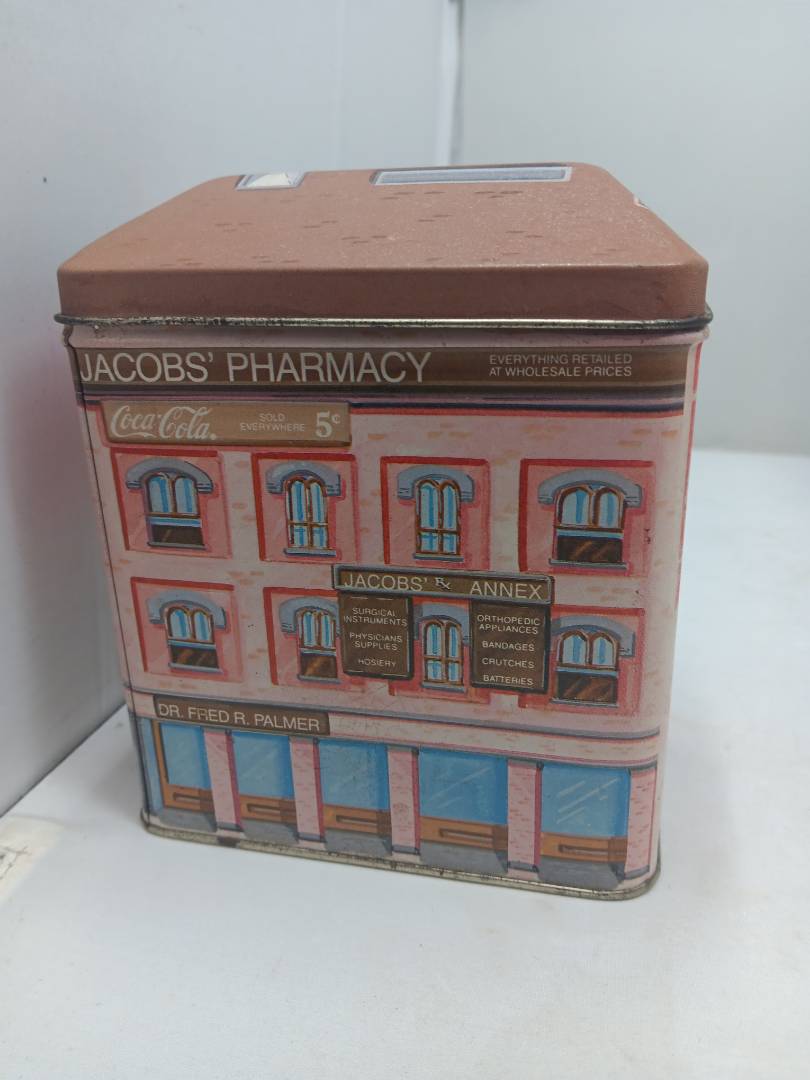 JACOBS' PHARMACY
EVERYTHING RETAILED
AT WHOLESALE PRICES
Coca-Cola
SOLD
EVERYWHERE
5¢
JACOBS' Rx ANNEX
SURGICAL
INSTRUMENTS
PHYSICIANS
SUPPLIES
HOSIERY
ORTHOPEDIC
APPLIANCES
BANDAGES
CRUTCHES
BATTERIES
DR. FRED R. PALMER